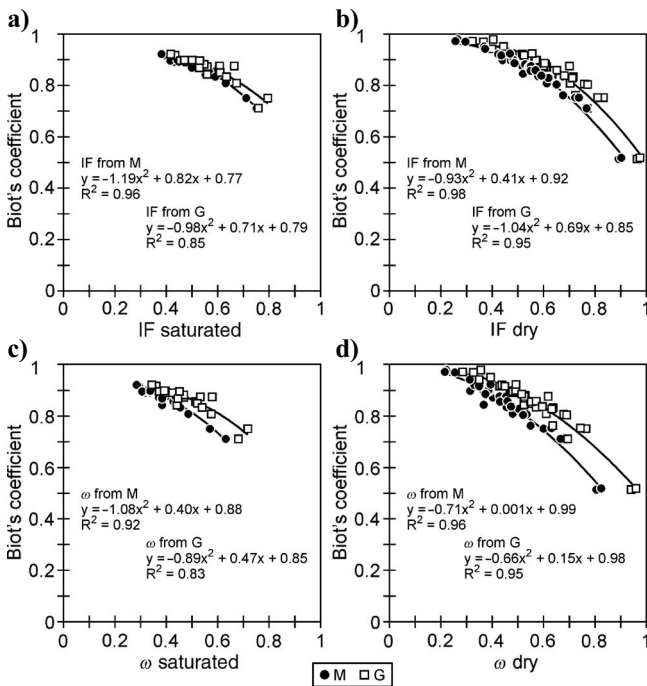 a)
b)
Biot's coefficient
1
0.8
0.6
0.4
0.2
0
IF from M
y = −1.19x² + 0.82x + 0.77
R² = 0.96
IF from G
y = −0.98x² + 0.71x + 0.79
R² = 0.85
0 0.2 0.4 0.6 0.8 1
IF saturated
Biot's coefficient
1
0.8
0.6
0.4
0.2
0
IF from M
y = −0.93x² + 0.41x + 0.92
R² = 0.98
IF from G
y = −1.04x² + 0.69x + 0.85
R² = 0.95
0 0.2 0.4 0.6 0.8 1
IF dry
c)
d)
Biot's coefficient
1
0.8
0.6
0.4
0.2
0
ω from M
y = −1.08x² + 0.40x + 0.88
R² = 0.92
ω from G
y = −0.89x² + 0.47x + 0.85
R² = 0.83
0 0.2 0.4 0.6 0.8 1
ω saturated
Biot's coefficient
1
0.8
0.6
0.4
0.2
0
ω from M
y = −0.71x² + 0.001x + 0.99
R² = 0.96
ω from G
y = −0.66x² + 0.15x + 0.98
R² = 0.95
0 0.2 0.4 0.6 0.8 1
ω dry
M G